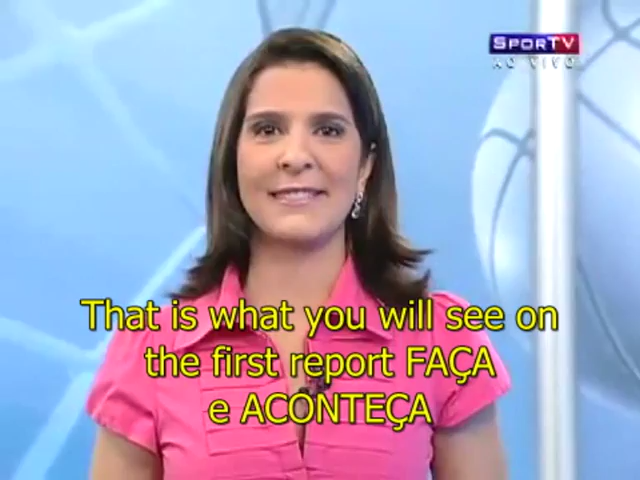 SPORTV
AO VIVO
That is what you will see on
the first report FAÇA
e ACONTEÇA